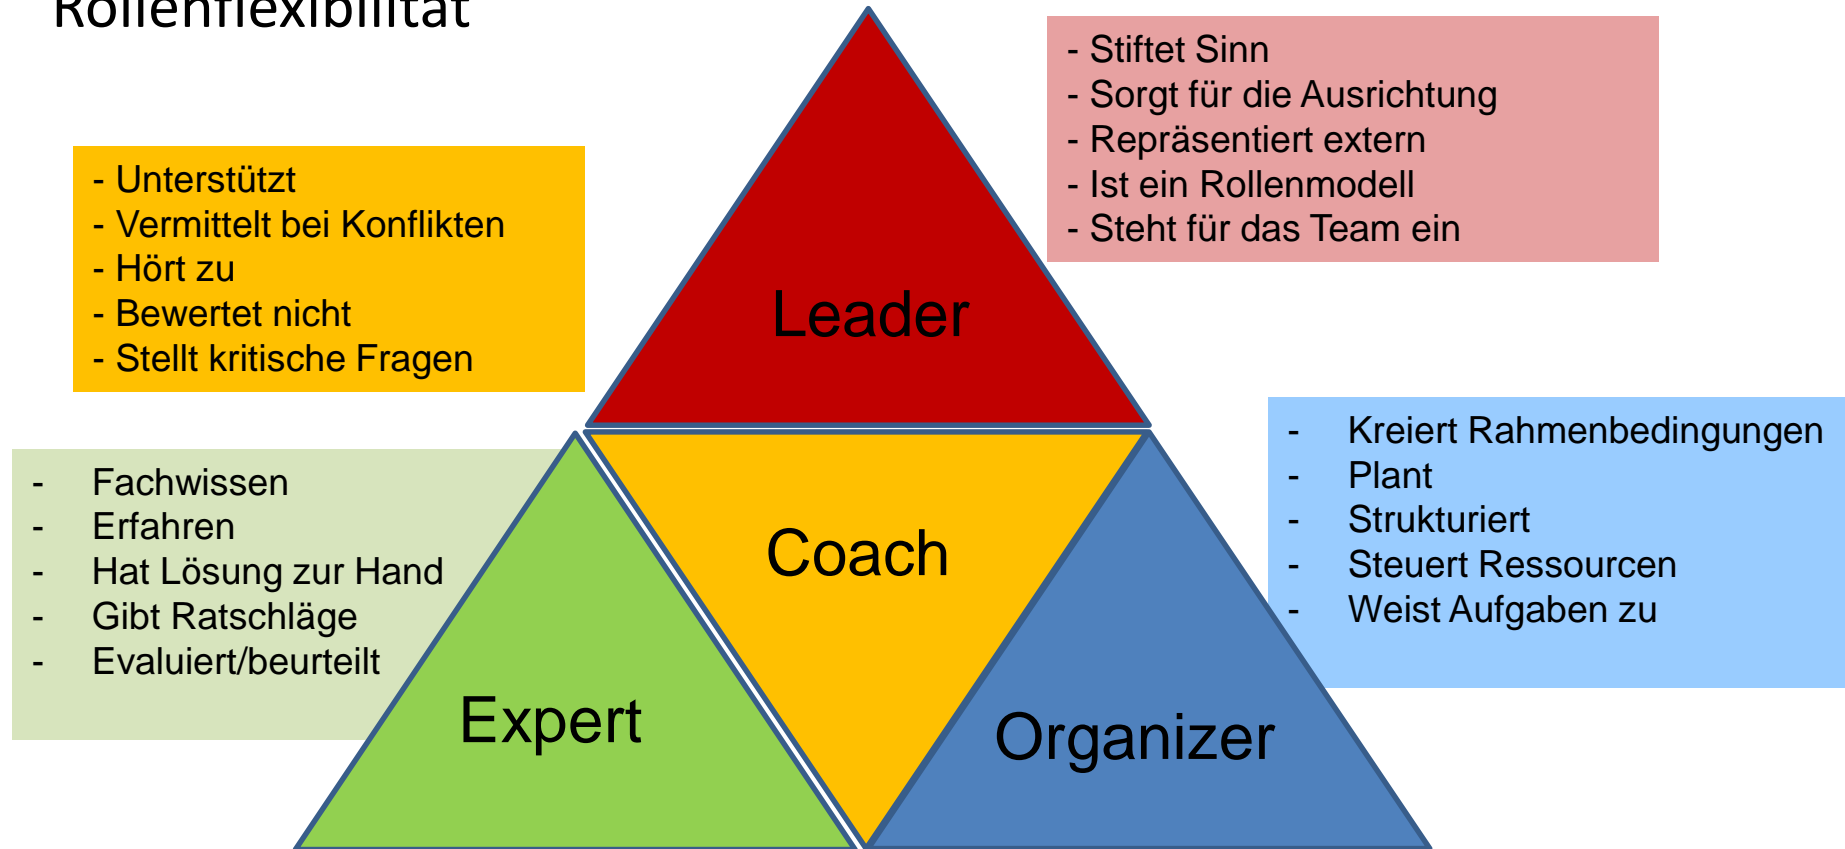 Rollenflexibilität
- Stiftet Sinn
- Sorgt für die Ausrichtung
- Repräsentiert extern
- Ist ein Rollenmodell
- Steht für das Team ein
- Unterstützt
- Vermittelt bei Konflikten
- Hört zu
- Bewertet nicht
- Stellt kritische Fragen
Leader
- Kreiert Rahmenbedingungen
- Plant
- Strukturiert
- Steuert Ressourcen
- Weist Aufgaben zu
- Fachwissen
- Erfahren
- Hat Lösung zur Hand
- Gibt Ratschläge
- Evaluiert/beurteilt
Coach
Expert
Organizer